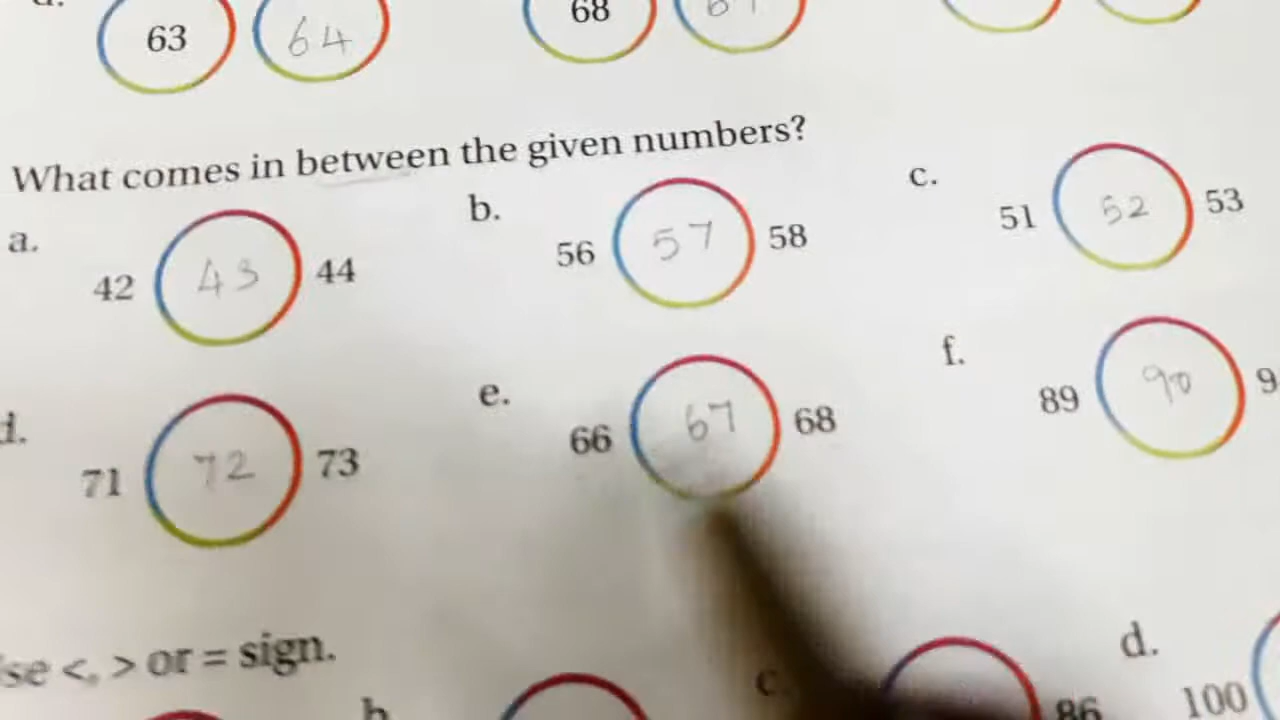 63 64 68
What comes in between the given numbers?
a. 42 43 44 b. 56 57 58 c. 51 52 53
d. 71 72 73 e. 66 67 68 f. 89 90 9
se <, > or = sign.
b c. 86 d. 100